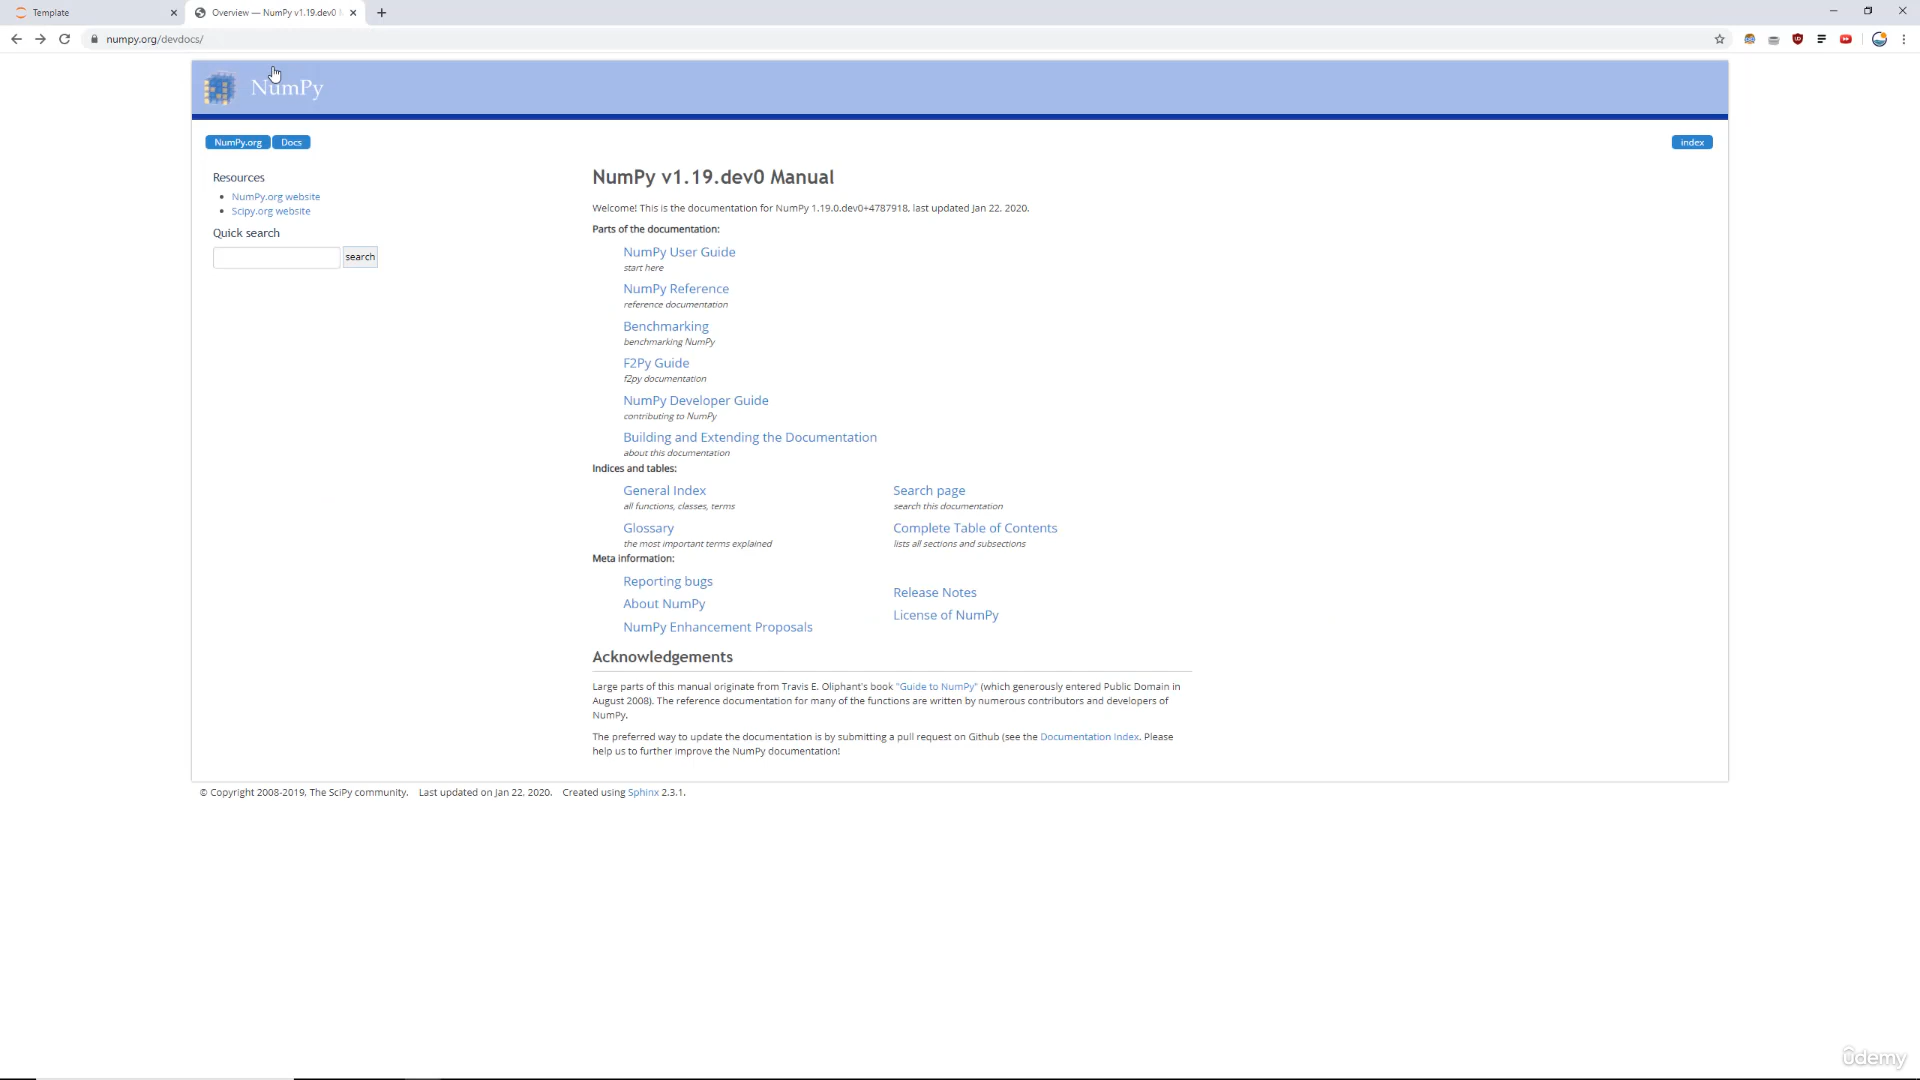 Template
Overview — NumPy v1.19.dev0
numpy.org/devdocs/
NumPy
NumPy.org Docs index
Resources
NumPy.org website
Scipy.org website
Quick search
search
NumPy v1.19.dev0 Manual
Welcome! This is the documentation for NumPy 1.19.0.dev0+4787918, last updated Jan 22, 2020.
Parts of the documentation:
NumPy User Guide
start here
NumPy Reference
reference documentation
Benchmarking
benchmarking NumPy
F2Py Guide
f2py documentation
NumPy Developer Guide
contributing to NumPy
Building and Extending the Documentation
about this documentation
Indices and tables:
General Index
all functions, classes, terms
Glossary
the most important terms explained
Search page
search this documentation
Complete Table of Contents
lists all sections and subsections
Meta information:
Reporting bugs
About NumPy
NumPy Enhancement Proposals
Release Notes
License of NumPy
Acknowledgements
Large parts of this manual originate from Travis E. Oliphant's book "Guide to NumPy" (which generously entered Public Domain in
August 2008). The reference documentation for many of the functions are written by numerous contributors and developers of
NumPy.
The preferred way to update the documentation is by submitting a pull request on Github (see the Documentation Index. Please
help us to further improve the NumPy documentation!
© Copyright 2008-2019, The SciPy community. Last updated on Jan 22, 2020. Created using Sphinx 2.3.1.
ûdemy